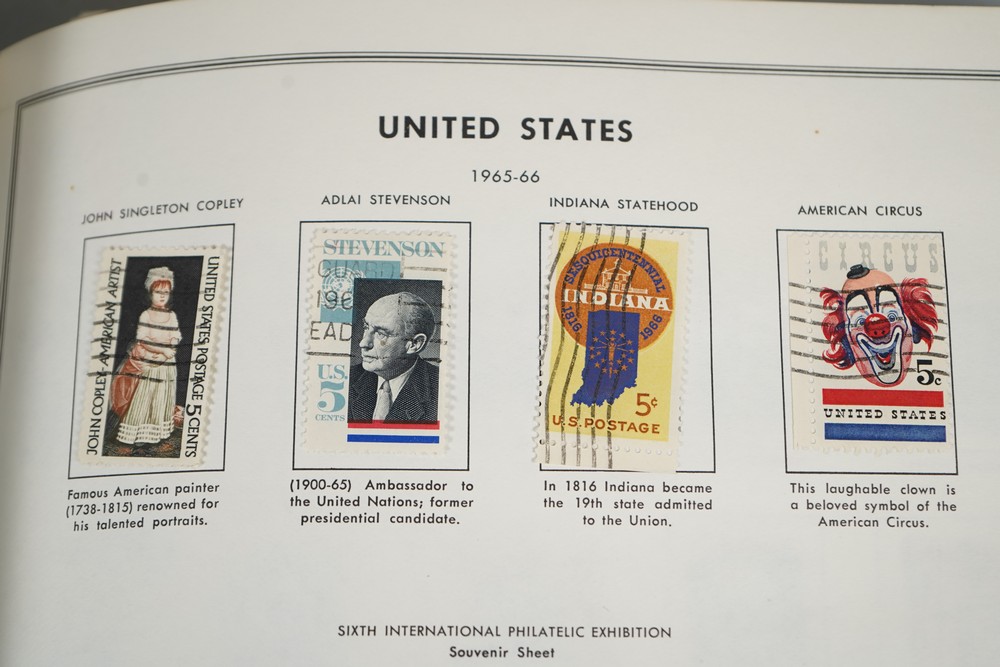 UNITED STATES
1965-66
JOHN SINGLETON COPLEY
JOHN COPLEY-AMERICAN ARTIST
UNITED STATES POSTAGE 5 CENTS
Famous American painter
(1738-1815) renowned for
his talented portraits.
ADLAI STEVENSON
STEVENSON
GUARD
196
EAD
U.S.
5
CENTS
(1900-65) Ambassador to
the United Nations; former
presidential candidate.
INDIANA STATEHOOD
SESQUICENTENNIAL
INDIANA
1816 1966
5¢
U.S. POSTAGE
In 1816 Indiana became
the 19th state admitted
to the Union.
AMERICAN CIRCUS
CIRCUS
5c
UNITED STATES
This laughable clown is
a beloved symbol of the
American Circus.
SIXTH INTERNATIONAL PHILATELIC EXHIBITION
Souvenir Sheet